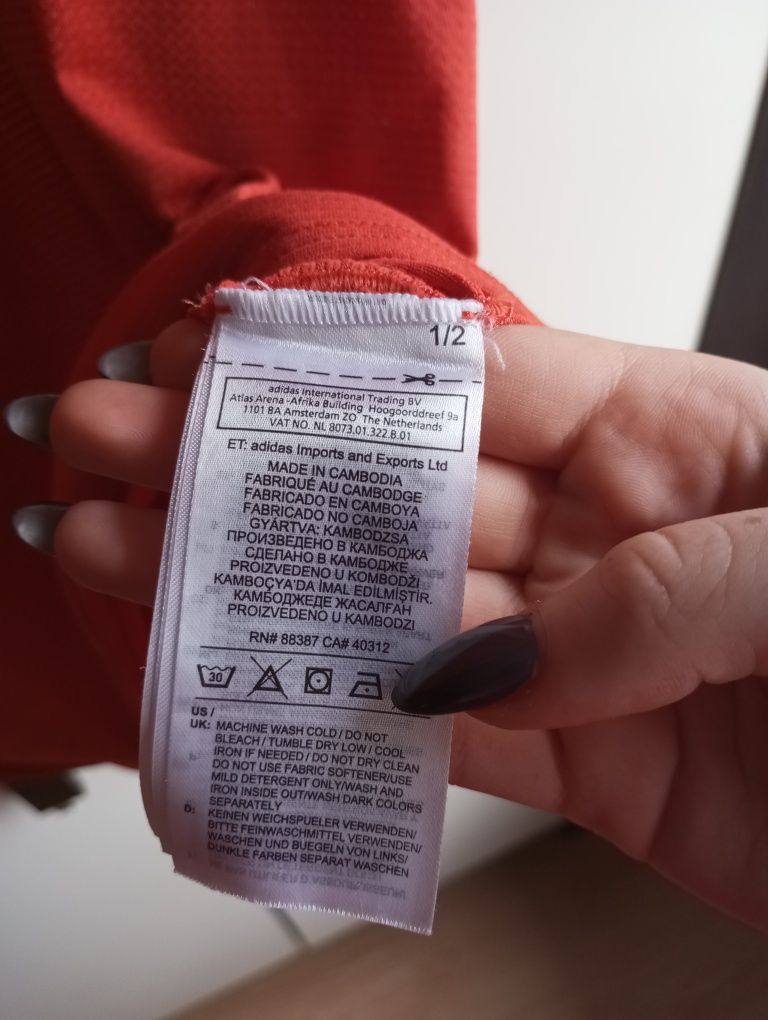 1/2
adidas International Trading BV
Atlas Arena -Afrika Building Hoogoorddreef 9a
1101 BA Amsterdam ZO The Netherlands
VAT NO. NL 8073.01.322.B.01
ET: adidas Imports and Exports Ltd
MADE IN CAMBODIA
FABRIQUÉ AU CAMBODGE
FABRICADO EN CAMBOYA
FABRICADO NO CAMBOJA
GYÁRTVA: KAMBODZSA
ПРОИЗВЕДЕНО В КАМБОДЖА
СДЕЛАНО В КАМБОДЖЕ
PROIZVEDENO U KOMBODŽI
KAMBOÇYA'DA İMAL EDİLMİŞTİR.
КАМБОДЖЕДЕ ЖАСАЛҒАН
PROIZVEDENO U KAMBODZI
RN# 88387 CA# 40312
30
US /
UK: MACHINE WASH COLD / DO NOT
BLEACH / TUMBLE DRY LOW / COOL
IRON IF NEEDED / DO NOT DRY CLEAN
DO NOT USE FABRIC SOFTENER/USE
MILD DETERGENT ONLY/WASH AND
IRON INSIDE OUT/WASH DARK COLORS
SEPARATELY
D: KEINEN WEICHSPUELER VERWENDEN/
BITTE FEINWASCHMITTEL VERWENDEN/
WASCHEN UND BUEGELN VON LINKS/
DUNKLE FARBEN SEPARAT WASCHEN